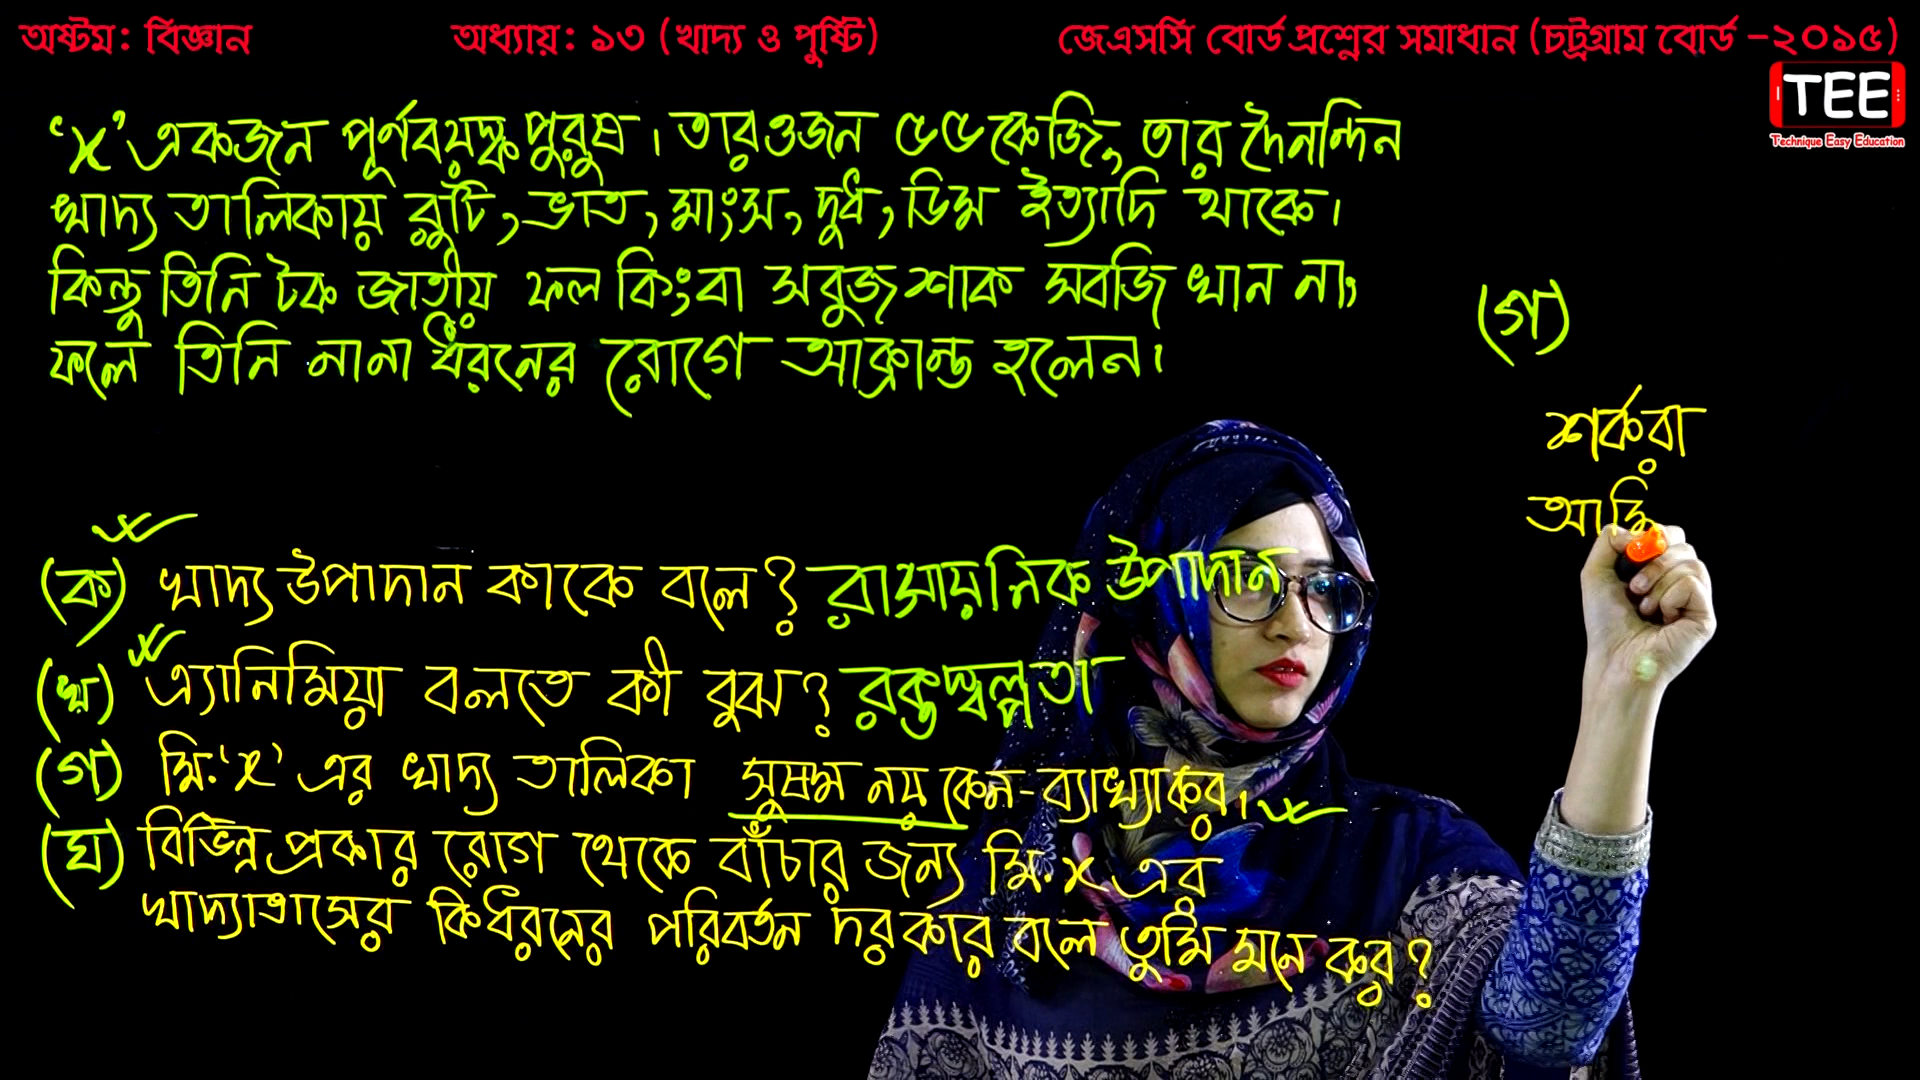 অষ্টম: বিজ্ঞান
অধ্যায়: ১৩ (খাদ্য ও পুষ্টি)
জেএসসি বোর্ড প্রশ্নের সমাধান (চট্রগ্রাম বোর্ড -২০১৫)
TEE
Technique Easy Education
‘x’ একজন পূর্ণবয়স্ক পুরুষ। তার ওজন ৫৫ কেজি, তার দৈনন্দিন
খাদ্য তালিকায় রুটি, ভাত, মাংস, দুধ, ডিম ইত্যাদি থাকে।
কিন্তু তিনি টক জাতীয় ফল কিংবা সবুজ শাক সবজি খান না,
ফলে তিনি নানা ধরনের রোগে আক্রান্ত হলেন।
(গ)
শর্করা
আমি
(ক) খাদ্য উপাদান কাকে বলে? রাসায়নিক উপাদান
(খ) এ্যানিমিয়া বলতে কী বুঝ? রক্তস্বল্পতা
(গ) মি. ‘x’ এর খাদ্য তালিকা সুষম নয় কেন-ব্যাখ্যা কর।
(ঘ) বিভিন্ন প্রকার রোগ থেকে বাঁচার জন্য মি. x এর
খাদ্যাভাসের কি ধরনের পরিবর্তন দরকার বলে তুমি মনে কর?